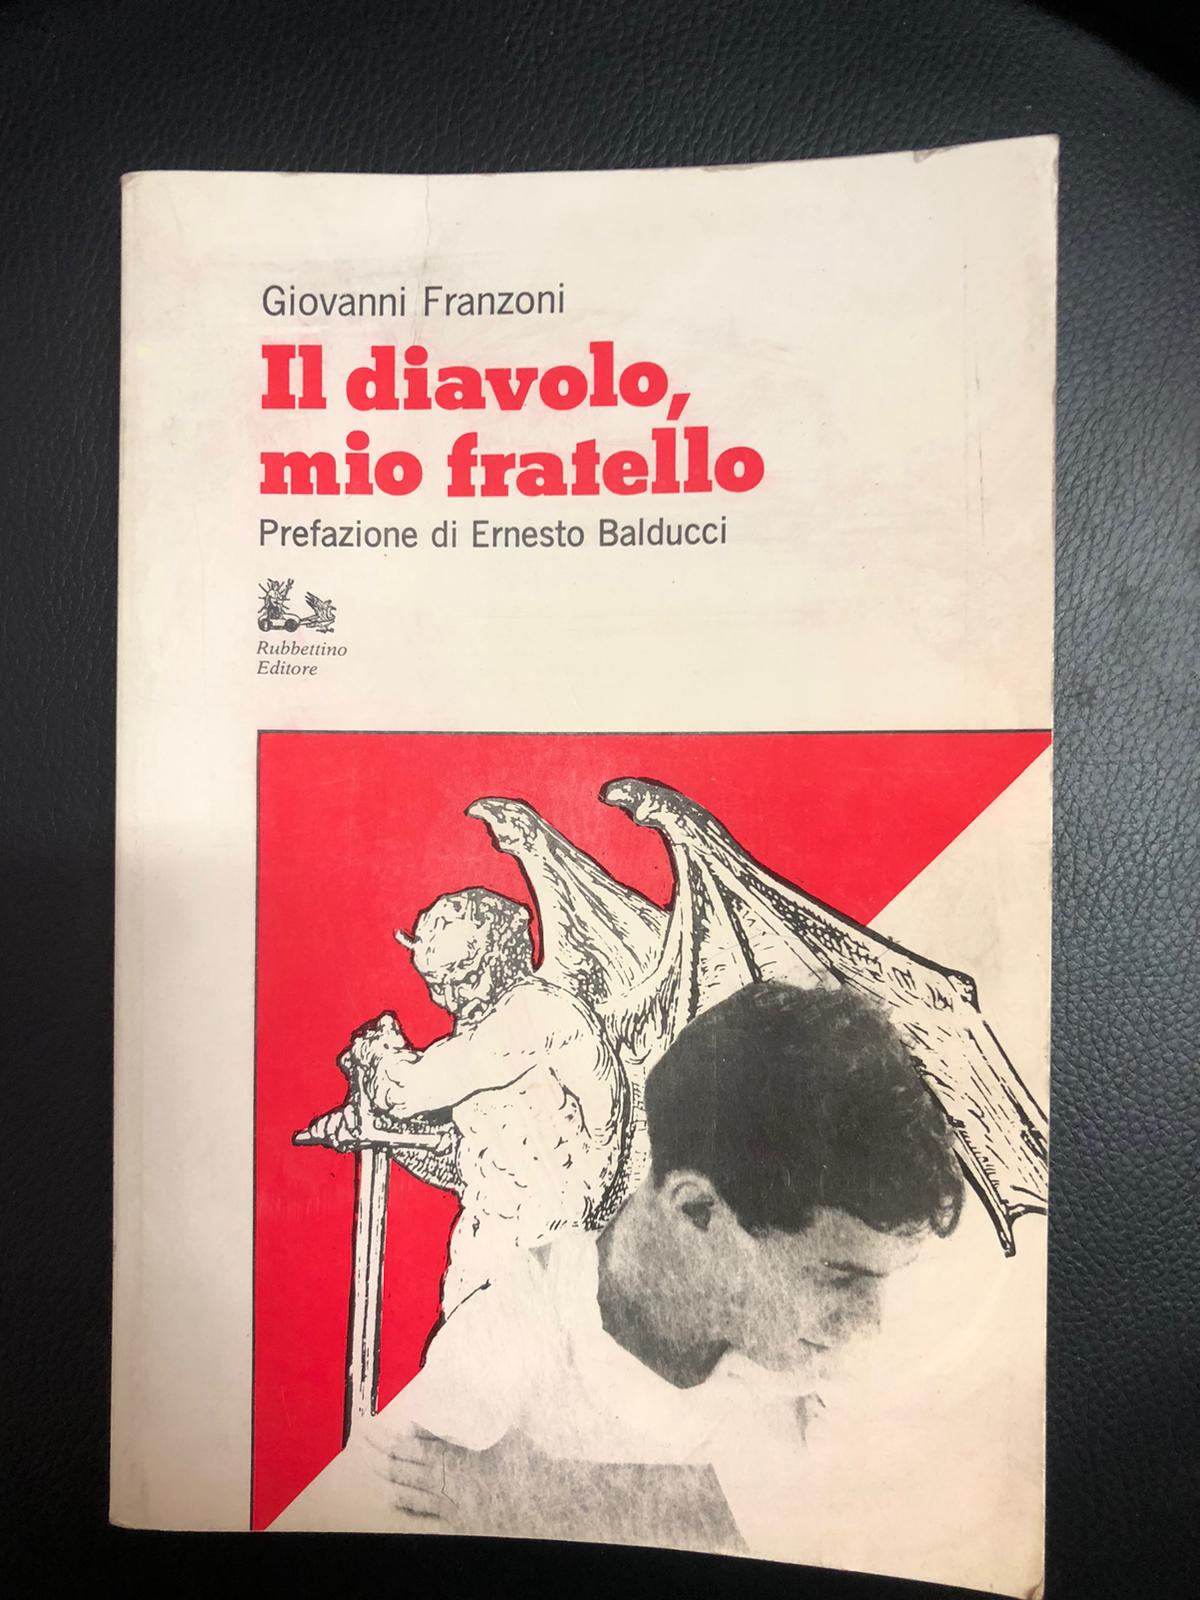 Giovanni Franzoni
Il diavolo,
mio fratello
Prefazione di Ernesto Balducci
Rubbettino
Editore